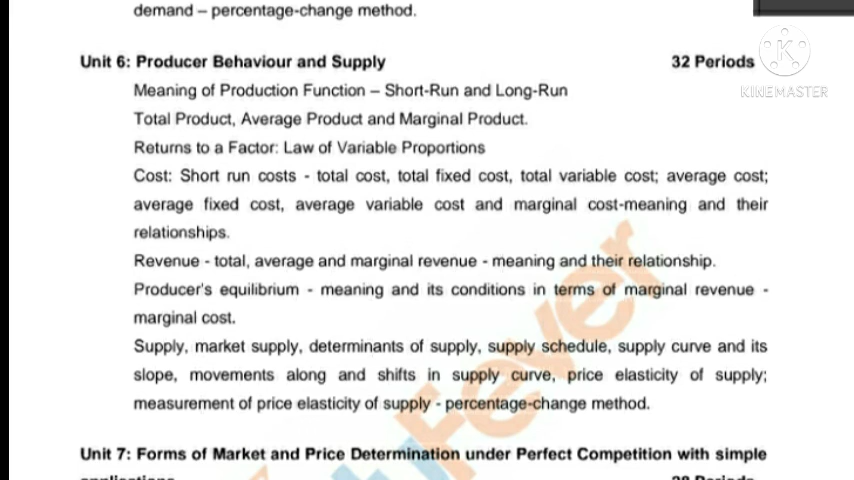 demand – percentage-change method.
Unit 6: Producer Behaviour and Supply 32 Periods
KINEMASTER
Meaning of Production Function – Short-Run and Long-Run
Total Product, Average Product and Marginal Product.
Returns to a Factor: Law of Variable Proportions
Cost: Short run costs - total cost, total fixed cost, total variable cost; average cost;
average fixed cost, average variable cost and marginal cost-meaning and their
relationships.
Revenue - total, average and marginal revenue - meaning and their relationship.
Producer's equilibrium - meaning and its conditions in terms of marginal revenue -
marginal cost.
Supply, market supply, determinants of supply, supply schedule, supply curve and its
slope, movements along and shifts in supply curve, price elasticity of supply;
measurement of price elasticity of supply - percentage-change method.
Unit 7: Forms of Market and Price Determination under Perfect Competition with simple
applications 28 Periods